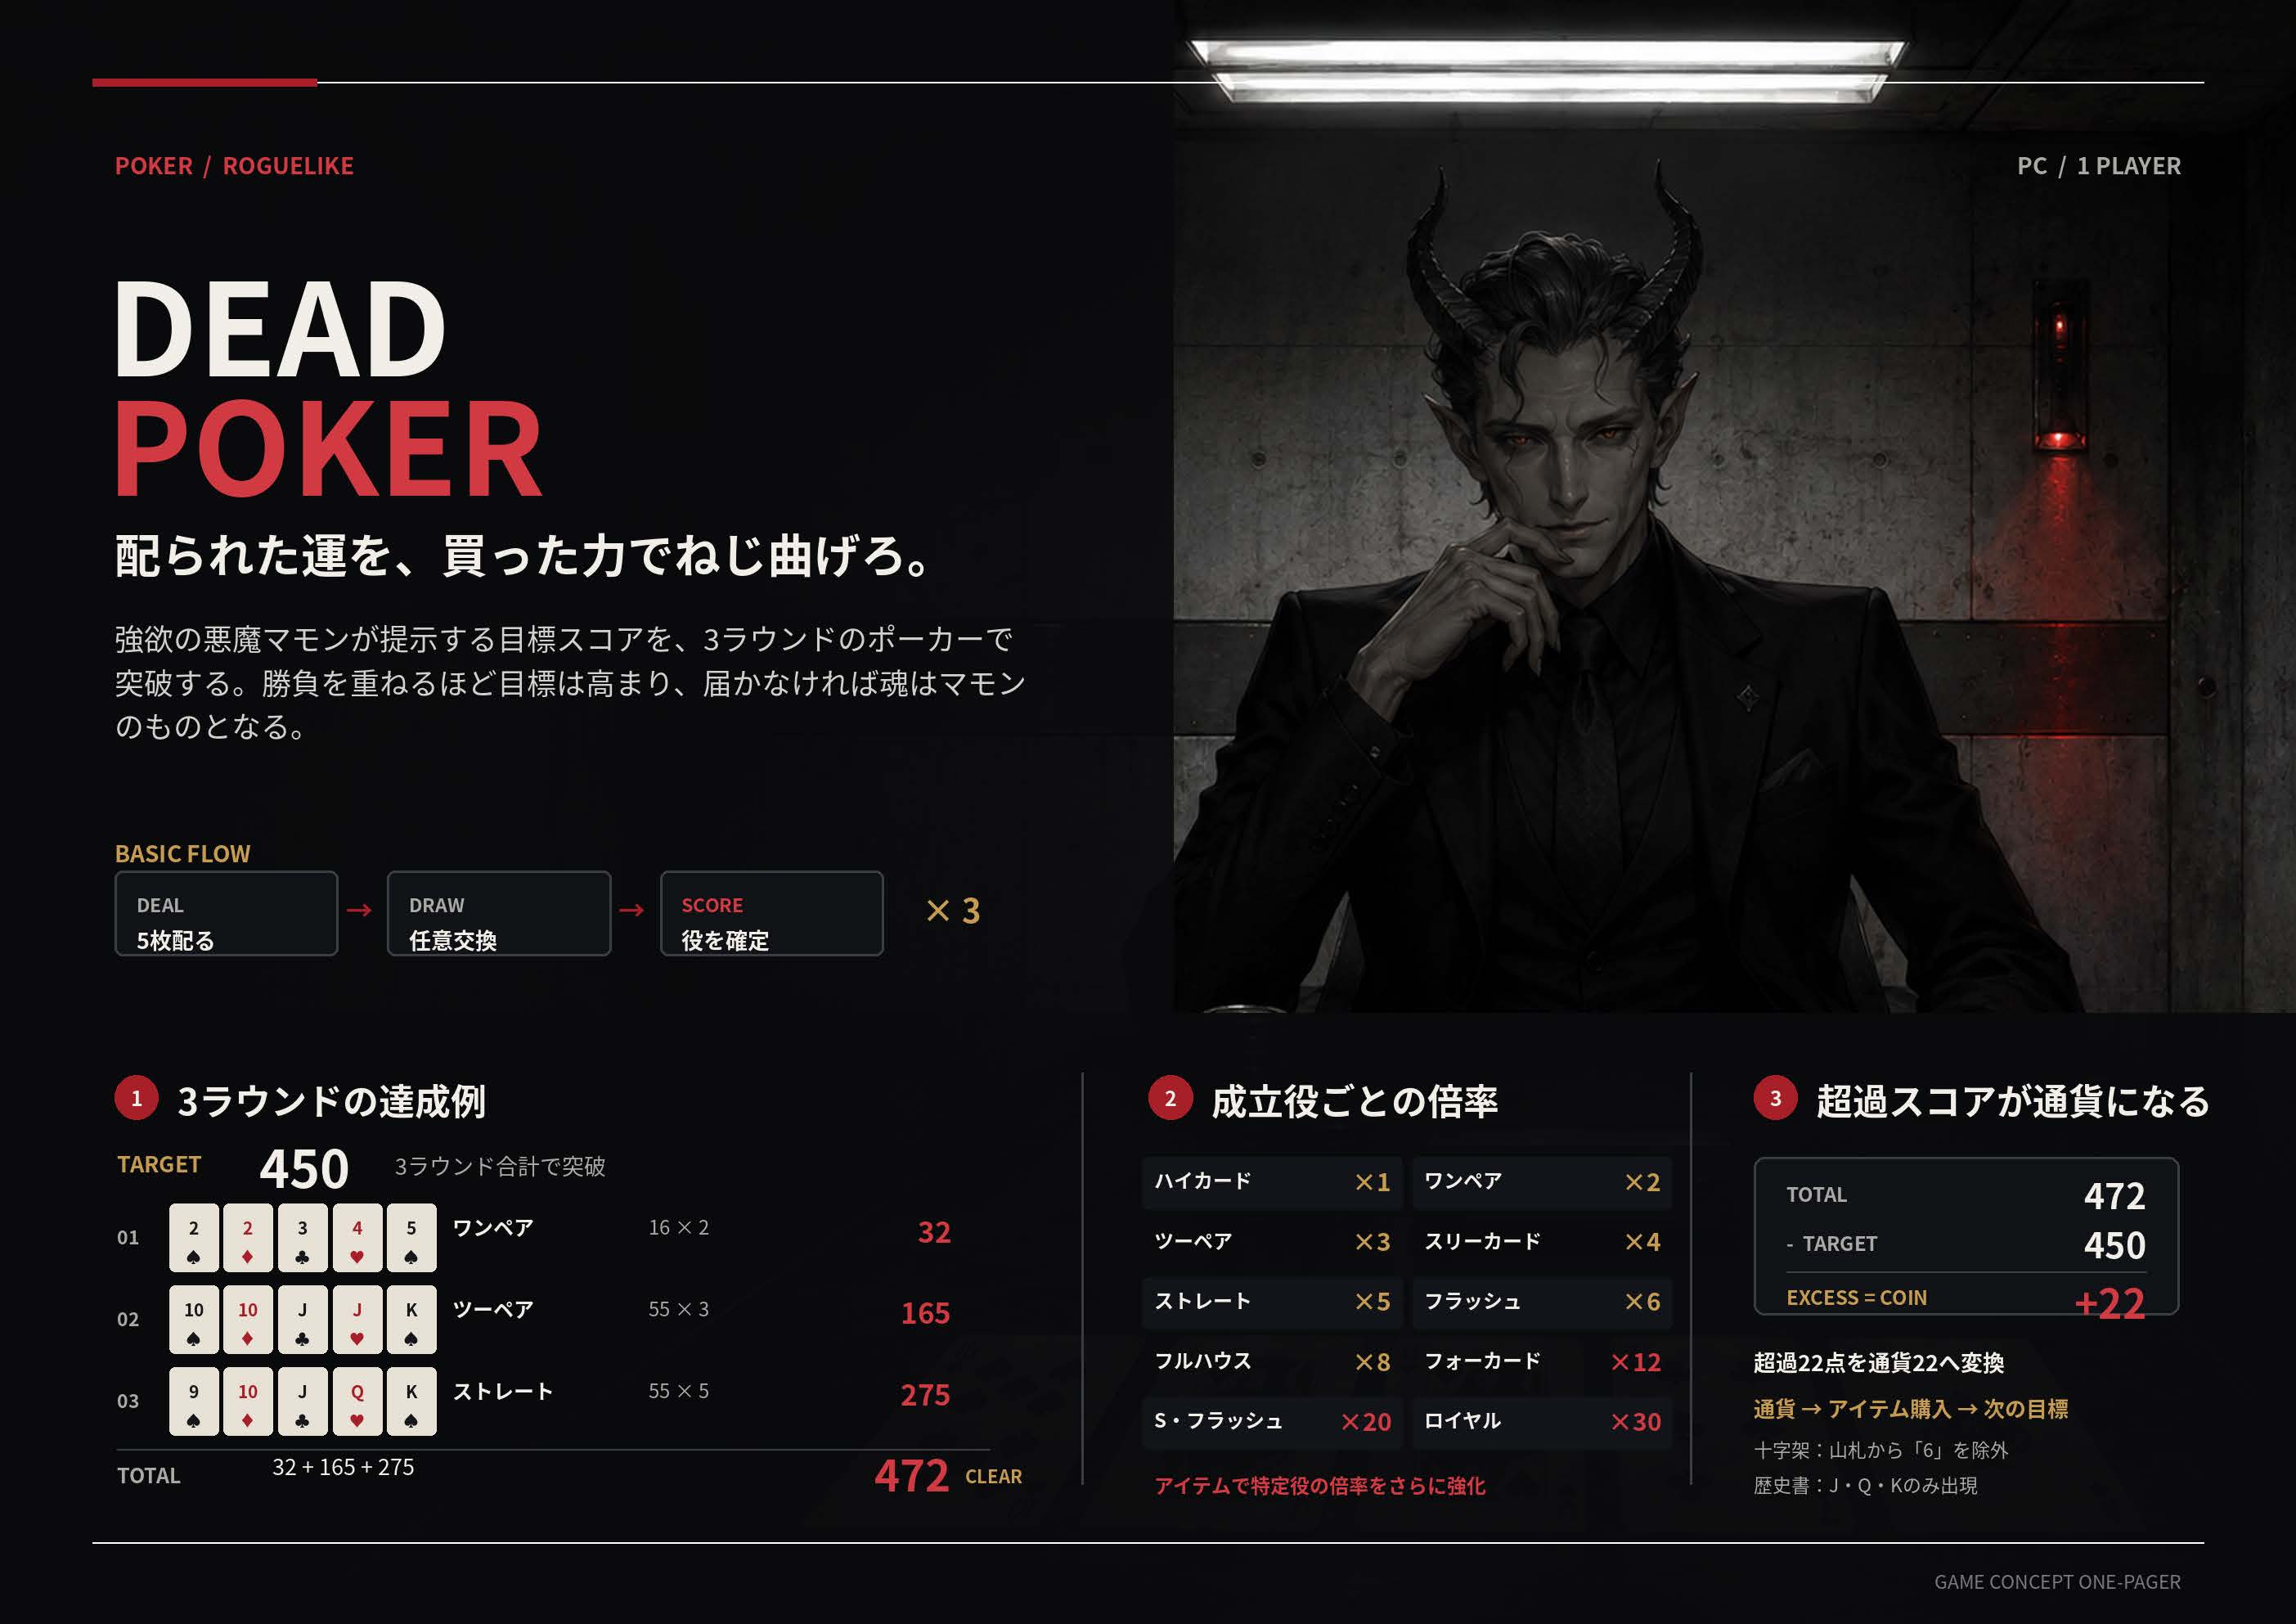 POKER / ROGUELIKE
PC / 1 PLAYER
DEAD
POKER
配られた運を、買った力でねじ曲げろ。
強欲の悪魔マモンが提示する目標スコアを、3ラウンドのポーカーで
突破する。勝負を重ねるほど目標は高まり、届かなければ魂はマモン
のものとなる。
BASIC FLOW
DEAL
5枚配る
→
DRAW
任意交換
→
SCORE
役を確定
× 3
1 3ラウンドの達成例
TARGET 450 3ラウンド合計で突破
01 2♠ 2♦ 3♣ 4♥ 5♠ ワンペア 16 × 2 32
02 10♠ 10♦ J♣ J♥ K♠ ツーペア 55 × 3 165
03 9♠ 10♦ J♣ Q♥ K♠ ストレート 55 × 5 275
TOTAL 32 + 165 + 275 472 CLEAR
2 成立役ごとの倍率
ハイカード ×1 ワンペア ×2
ツーペア ×3 スリーカード ×4
ストレート ×5 フラッシュ ×6
フルハウス ×8 フォーカード ×12
S・フラッシュ ×20 ロイヤル ×30
アイテムで特定役の倍率をさらに強化
3 超過スコアが通貨になる
TOTAL 472
- TARGET 450
EXCESS = COIN +22
超過22点を通貨22へ変換
通貨 → アイテム購入 → 次の目標
十字架：山札から「6」を除外
歴史書：J・Q・Kのみ出現
GAME CONCEPT ONE-PAGER